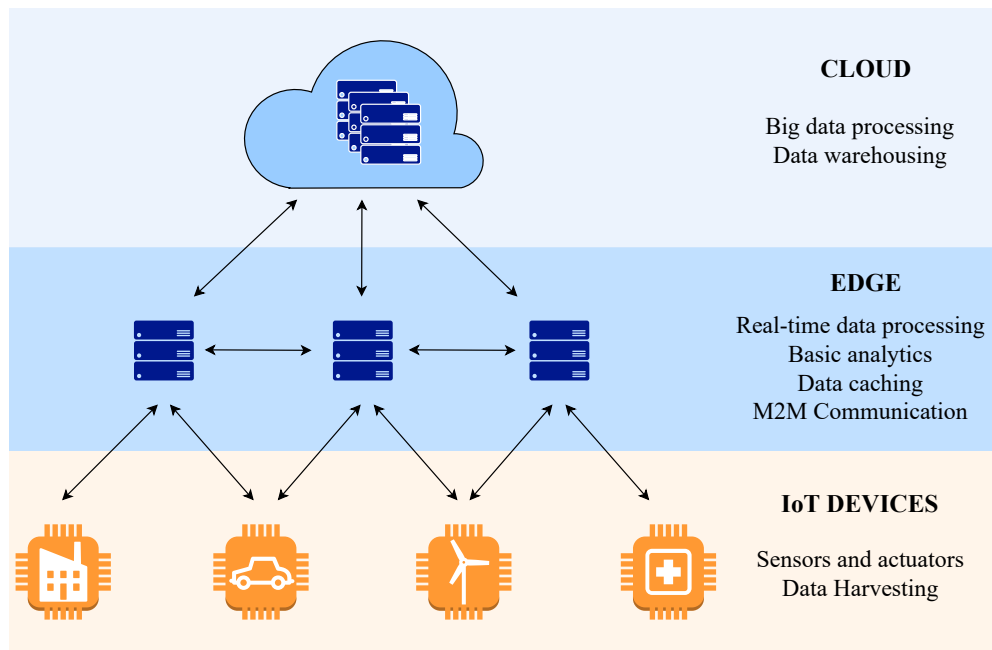 CLOUD
Big data processing
Data warehousing
EDGE
Real-time data processing
Basic analytics
Data caching
M2M Communication
IoT DEVICES
Sensors and actuators
Data Harvesting